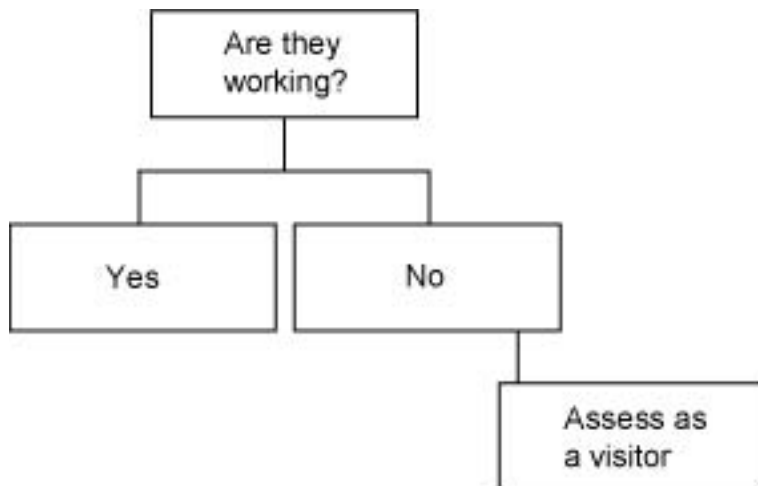 Are they
working?
Yes
No
Assess as
a visitor